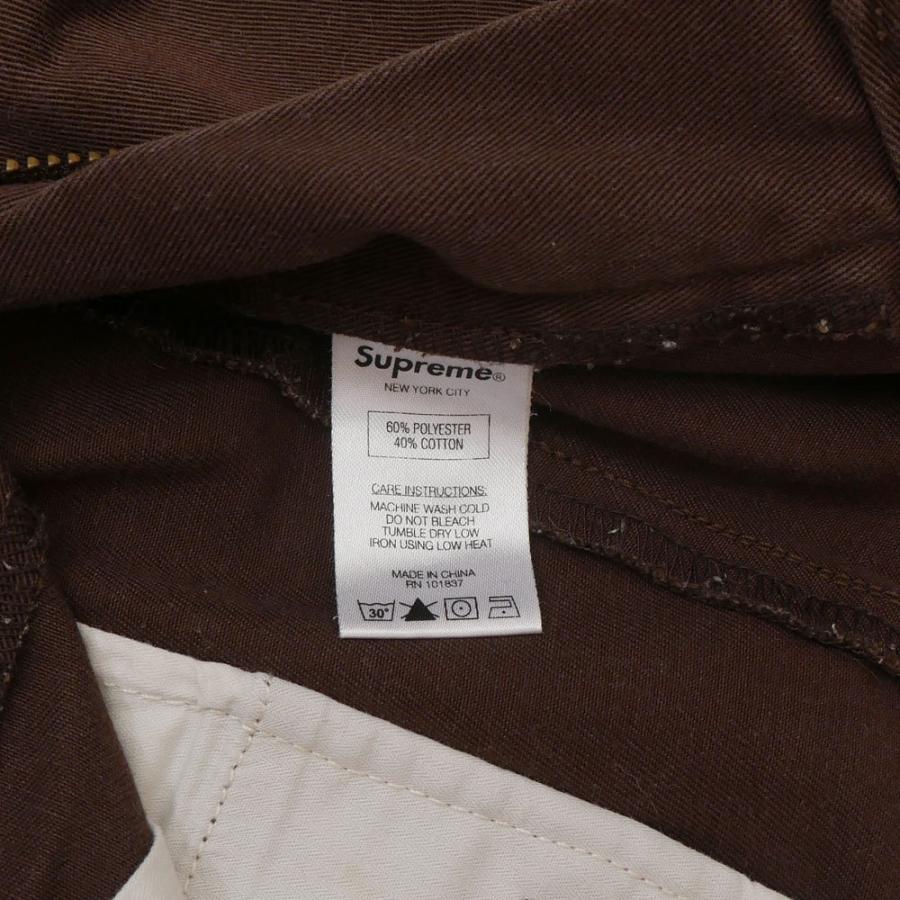 Supreme®
NEW YORK CITY
60% POLYESTER
40% COTTON
CARE INSTRUCTIONS:
MACHINE WASH COLD
DO NOT BLEACH
TUMBLE DRY LOW
IRON USING LOW HEAT
MADE IN CHINA
RN 101837
30°